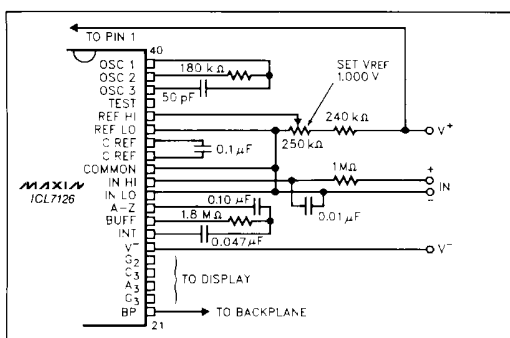 TO PIN 1
40
OSC 1
180 kΩ
OSC 2
OSC 3
50 pF
TEST
SET VREF
1.000 V
REF HI
REF LO
240 kΩ
V+
250 kΩ
C REF
C REF
0.1 μF
COMMON
1MΩ
+
IN HI
IN
IN LO
−
0.10 μF
0.01 μF
A-Z
1.8 MΩ
BUFF
INT
0.047 μF
V−
V−
MAXIM
ICL7126
G2
C3
A3
G3
TO DISPLAY
BP
TO BACKPLANE
21